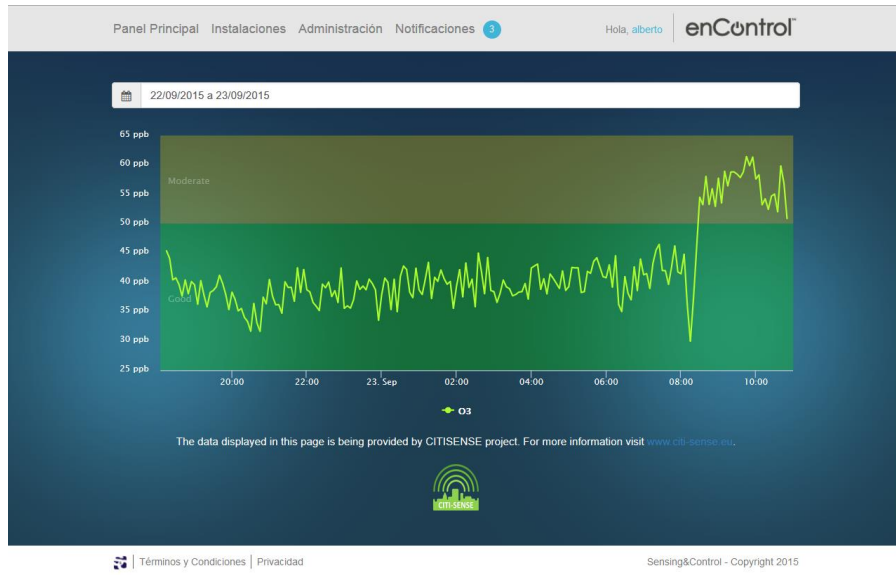 Panel Principal Instalaciones Administración Notificaciones 3 Hola, alberto enControl™
22/09/2015 a 23/09/2015
65 ppb
60 ppb
Moderate
55 ppb
50 ppb
45 ppb
40 ppb
Good
35 ppb
30 ppb
25 ppb
20:00 22:00 23. Sep 02:00 04:00 06:00 08:00 10:00
O3
The data displayed in this page is being provided by CITISENSE project. For more information visit www.citi-sense.eu.
CITI-SENSE
Términos y Condiciones | Privacidad Sensing&Control - Copyright 2015